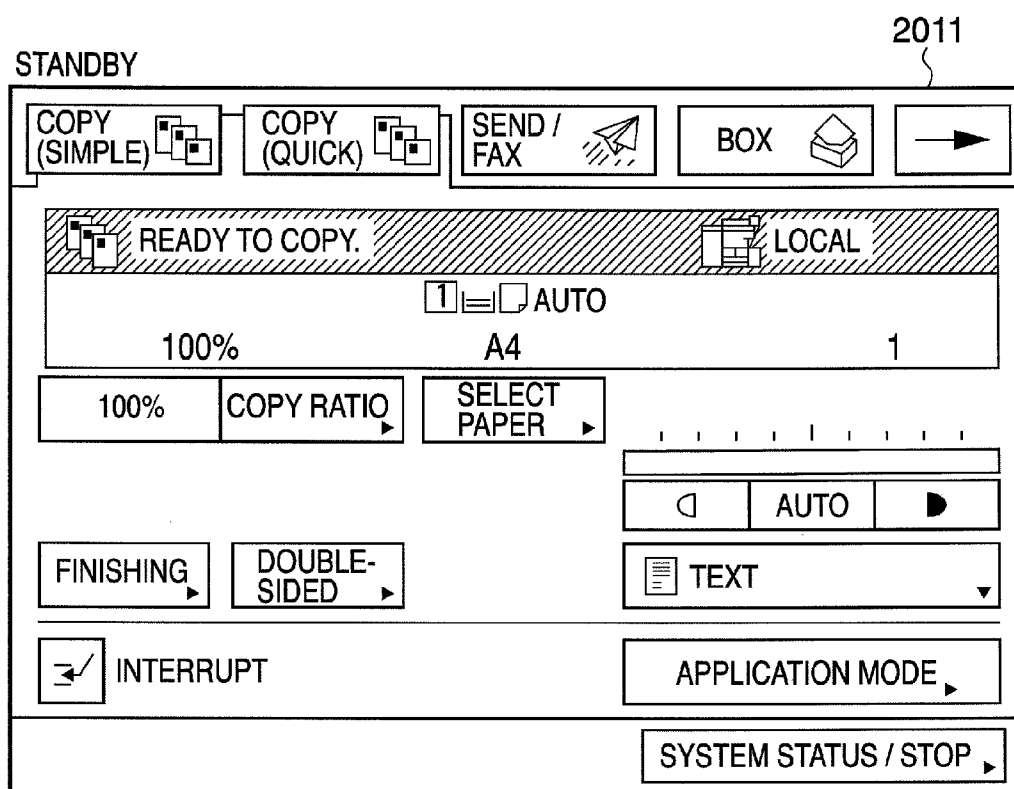 2011
STANDBY
COPY
(SIMPLE)
COPY
(QUICK)
SEND /
FAX
BOX
READY TO COPY.
LOCAL
1 AUTO
100% A4 1
100%
COPY RATIO
SELECT
PAPER
AUTO
FINISHING
DOUBLE-
SIDED
TEXT
INTERRUPT
APPLICATION MODE
SYSTEM STATUS / STOP